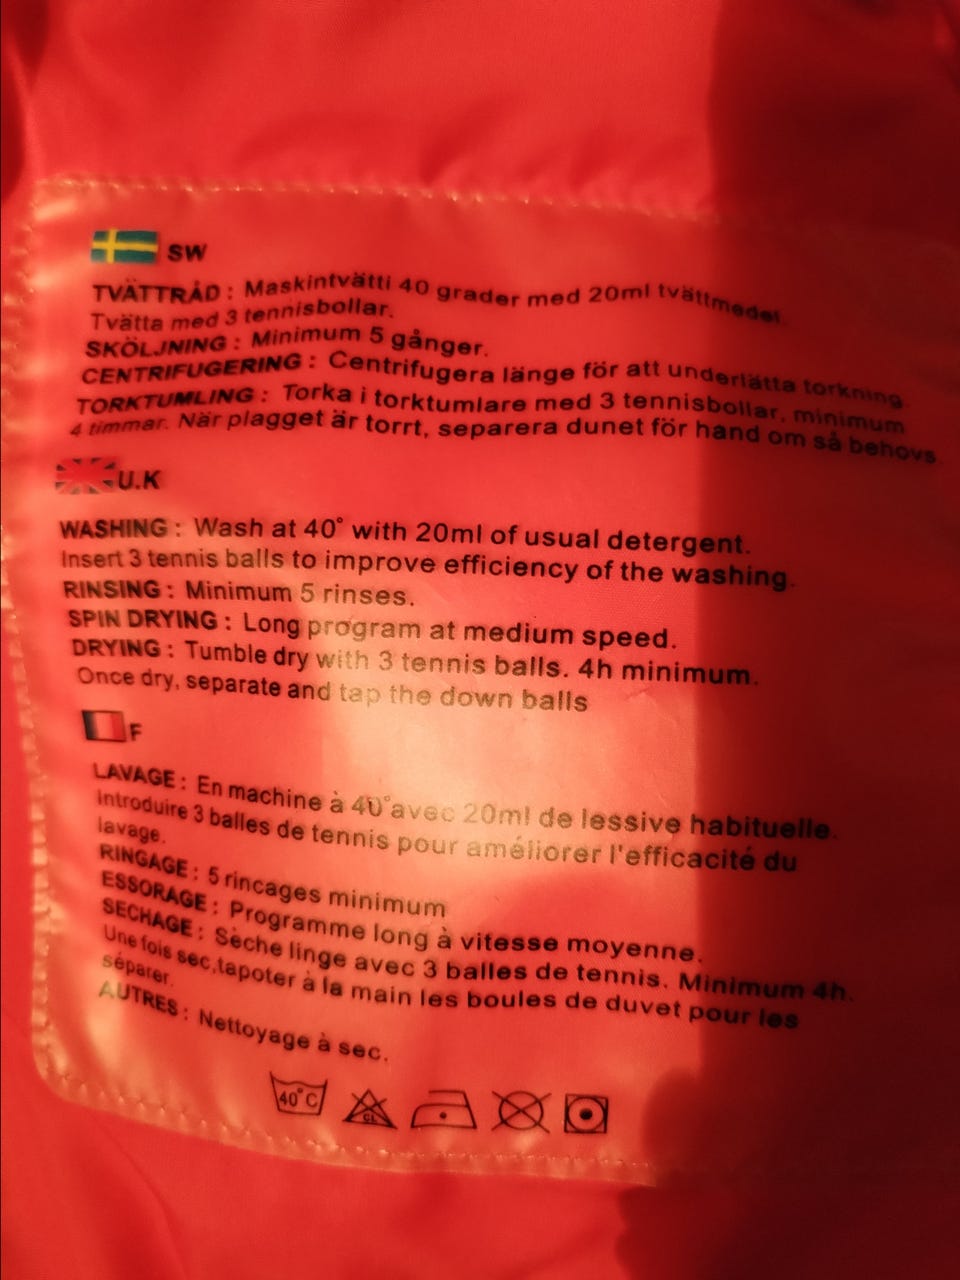 SW
TVÄTTRÅD : Maskintvätti 40 grader med 20ml tvättmedel.
Tvätta med 3 tennisbollar.
SKÖLJNING : Minimum 5 gånger.
CENTRIFUGERING : Centrifugera länge för att underlätta torkning.
TORKTUMLING : Torka i torktumlare med 3 tennisbollar, minimum
4 timmar. När plagget är torrt, separera dunet för hand om så behovs
U.K
WASHING : Wash at 40° with 20ml of usual detergent.
Insert 3 tennis balls to improve efficiency of the washing.
RINSING : Minimum 5 rinses.
SPIN DRYING : Long program at medium speed.
DRYING : Tumble dry with 3 tennis balls. 4h minimum.
Once dry, separate and tap the down balls
F
LAVAGE : En machine à 40°avec 20ml de lessive habituelle.
Introduire 3 balles de tennis pour améliorer l'efficacité du
lavage.
RINGAGE : 5 rincages minimum
ESSORAGE : Programme long à vitesse moyenne.
SECHAGE : Sèche linge avec 3 balles de tennis. Minimum 4h.
Une fois sec,tapoter à la main les boules de duvet pour les
séparer.
AUTRES : Nettoyage à sec.
40°C CL